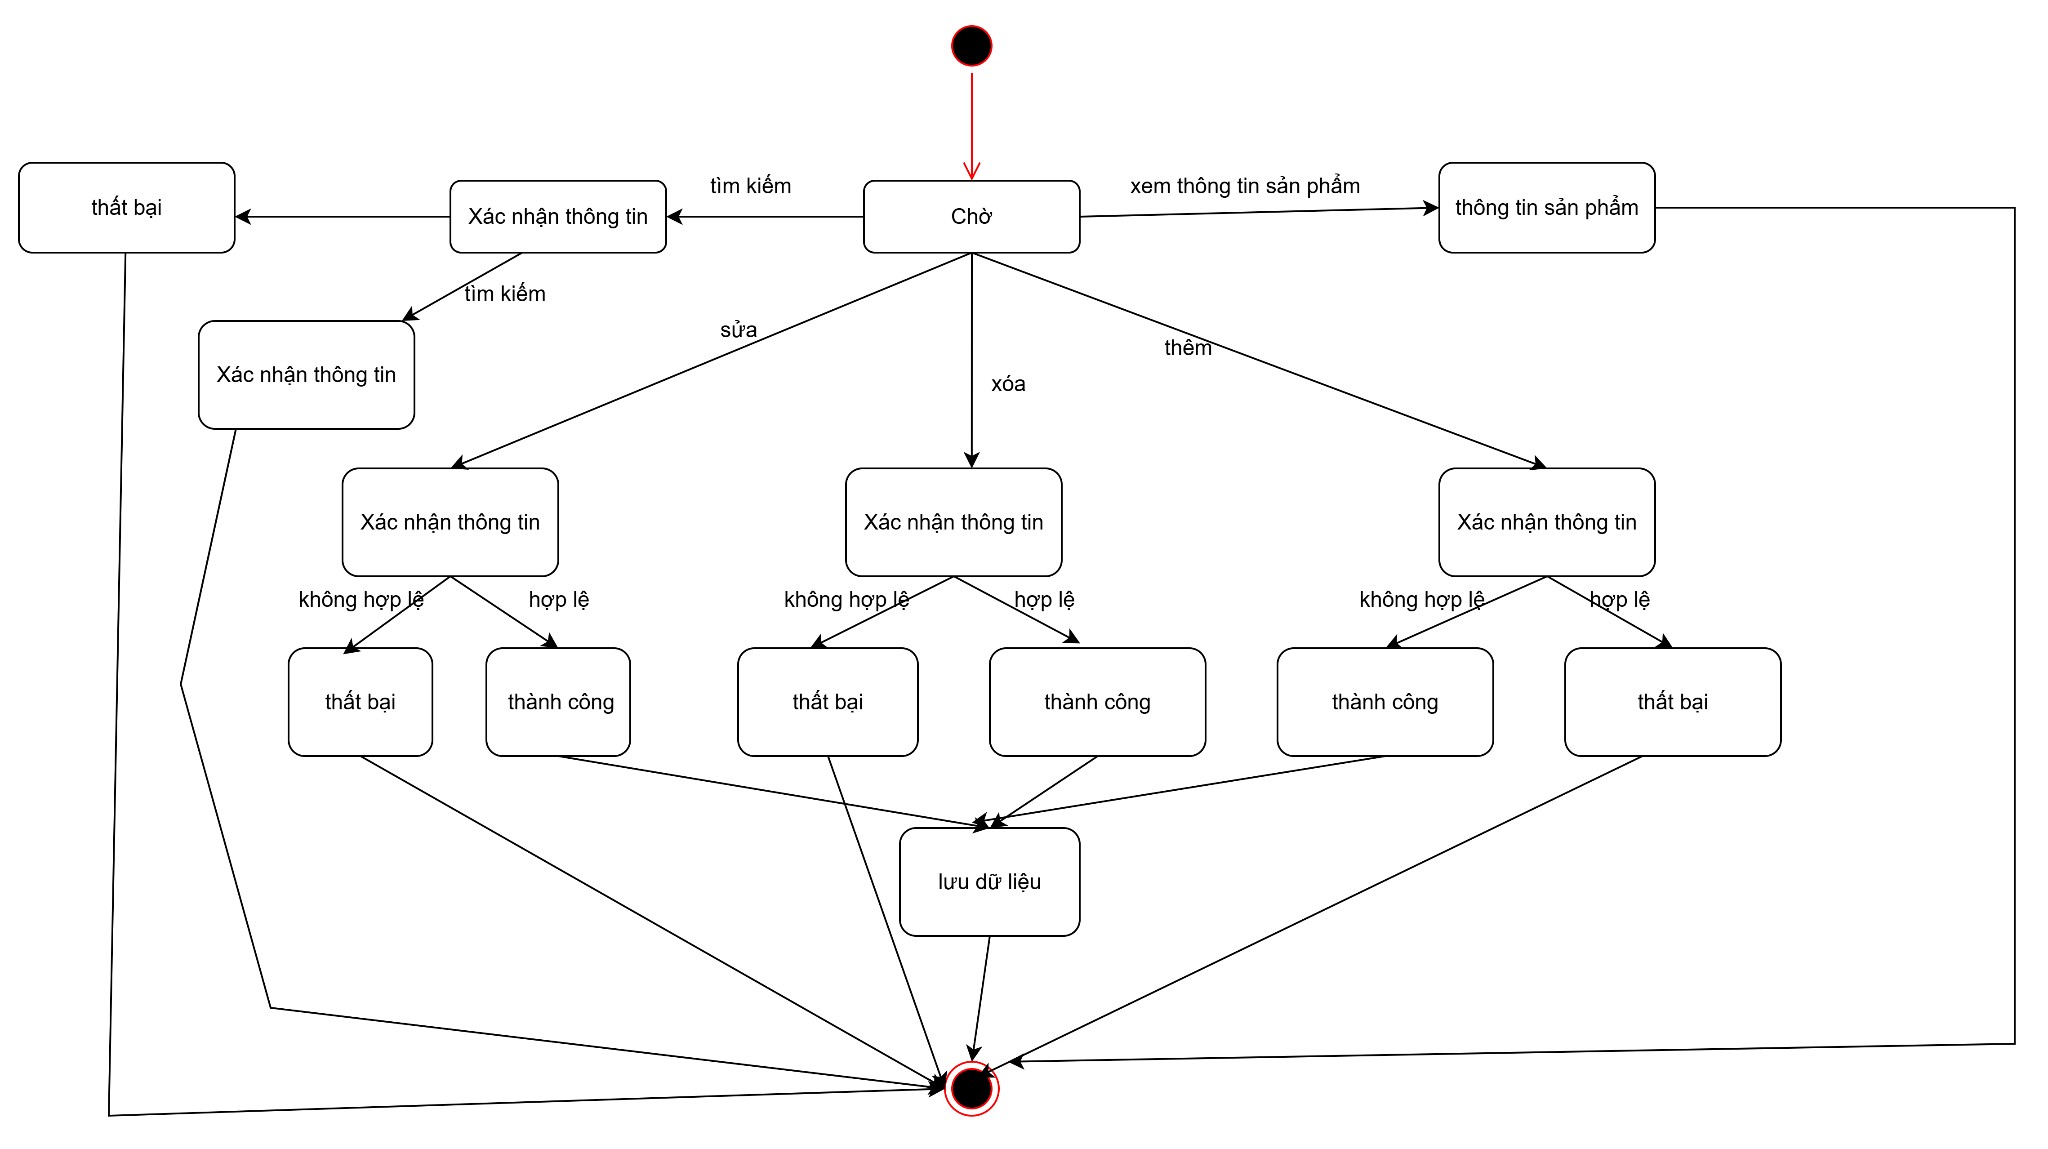 tìm kiếm
xem thông tin sản phẩm
thất bại
Xác nhận thông tin
Chờ
thông tin sản phẩm
tìm kiếm
sửa
thêm
Xác nhận thông tin
xóa
Xác nhận thông tin
Xác nhận thông tin
Xác nhận thông tin
không hợp lệ
hợp lệ
không hợp lệ
hợp lệ
không hợp lệ
hợp lệ
thất bại
thành công
thất bại
thành công
thành công
thất bại
lưu dữ liệu